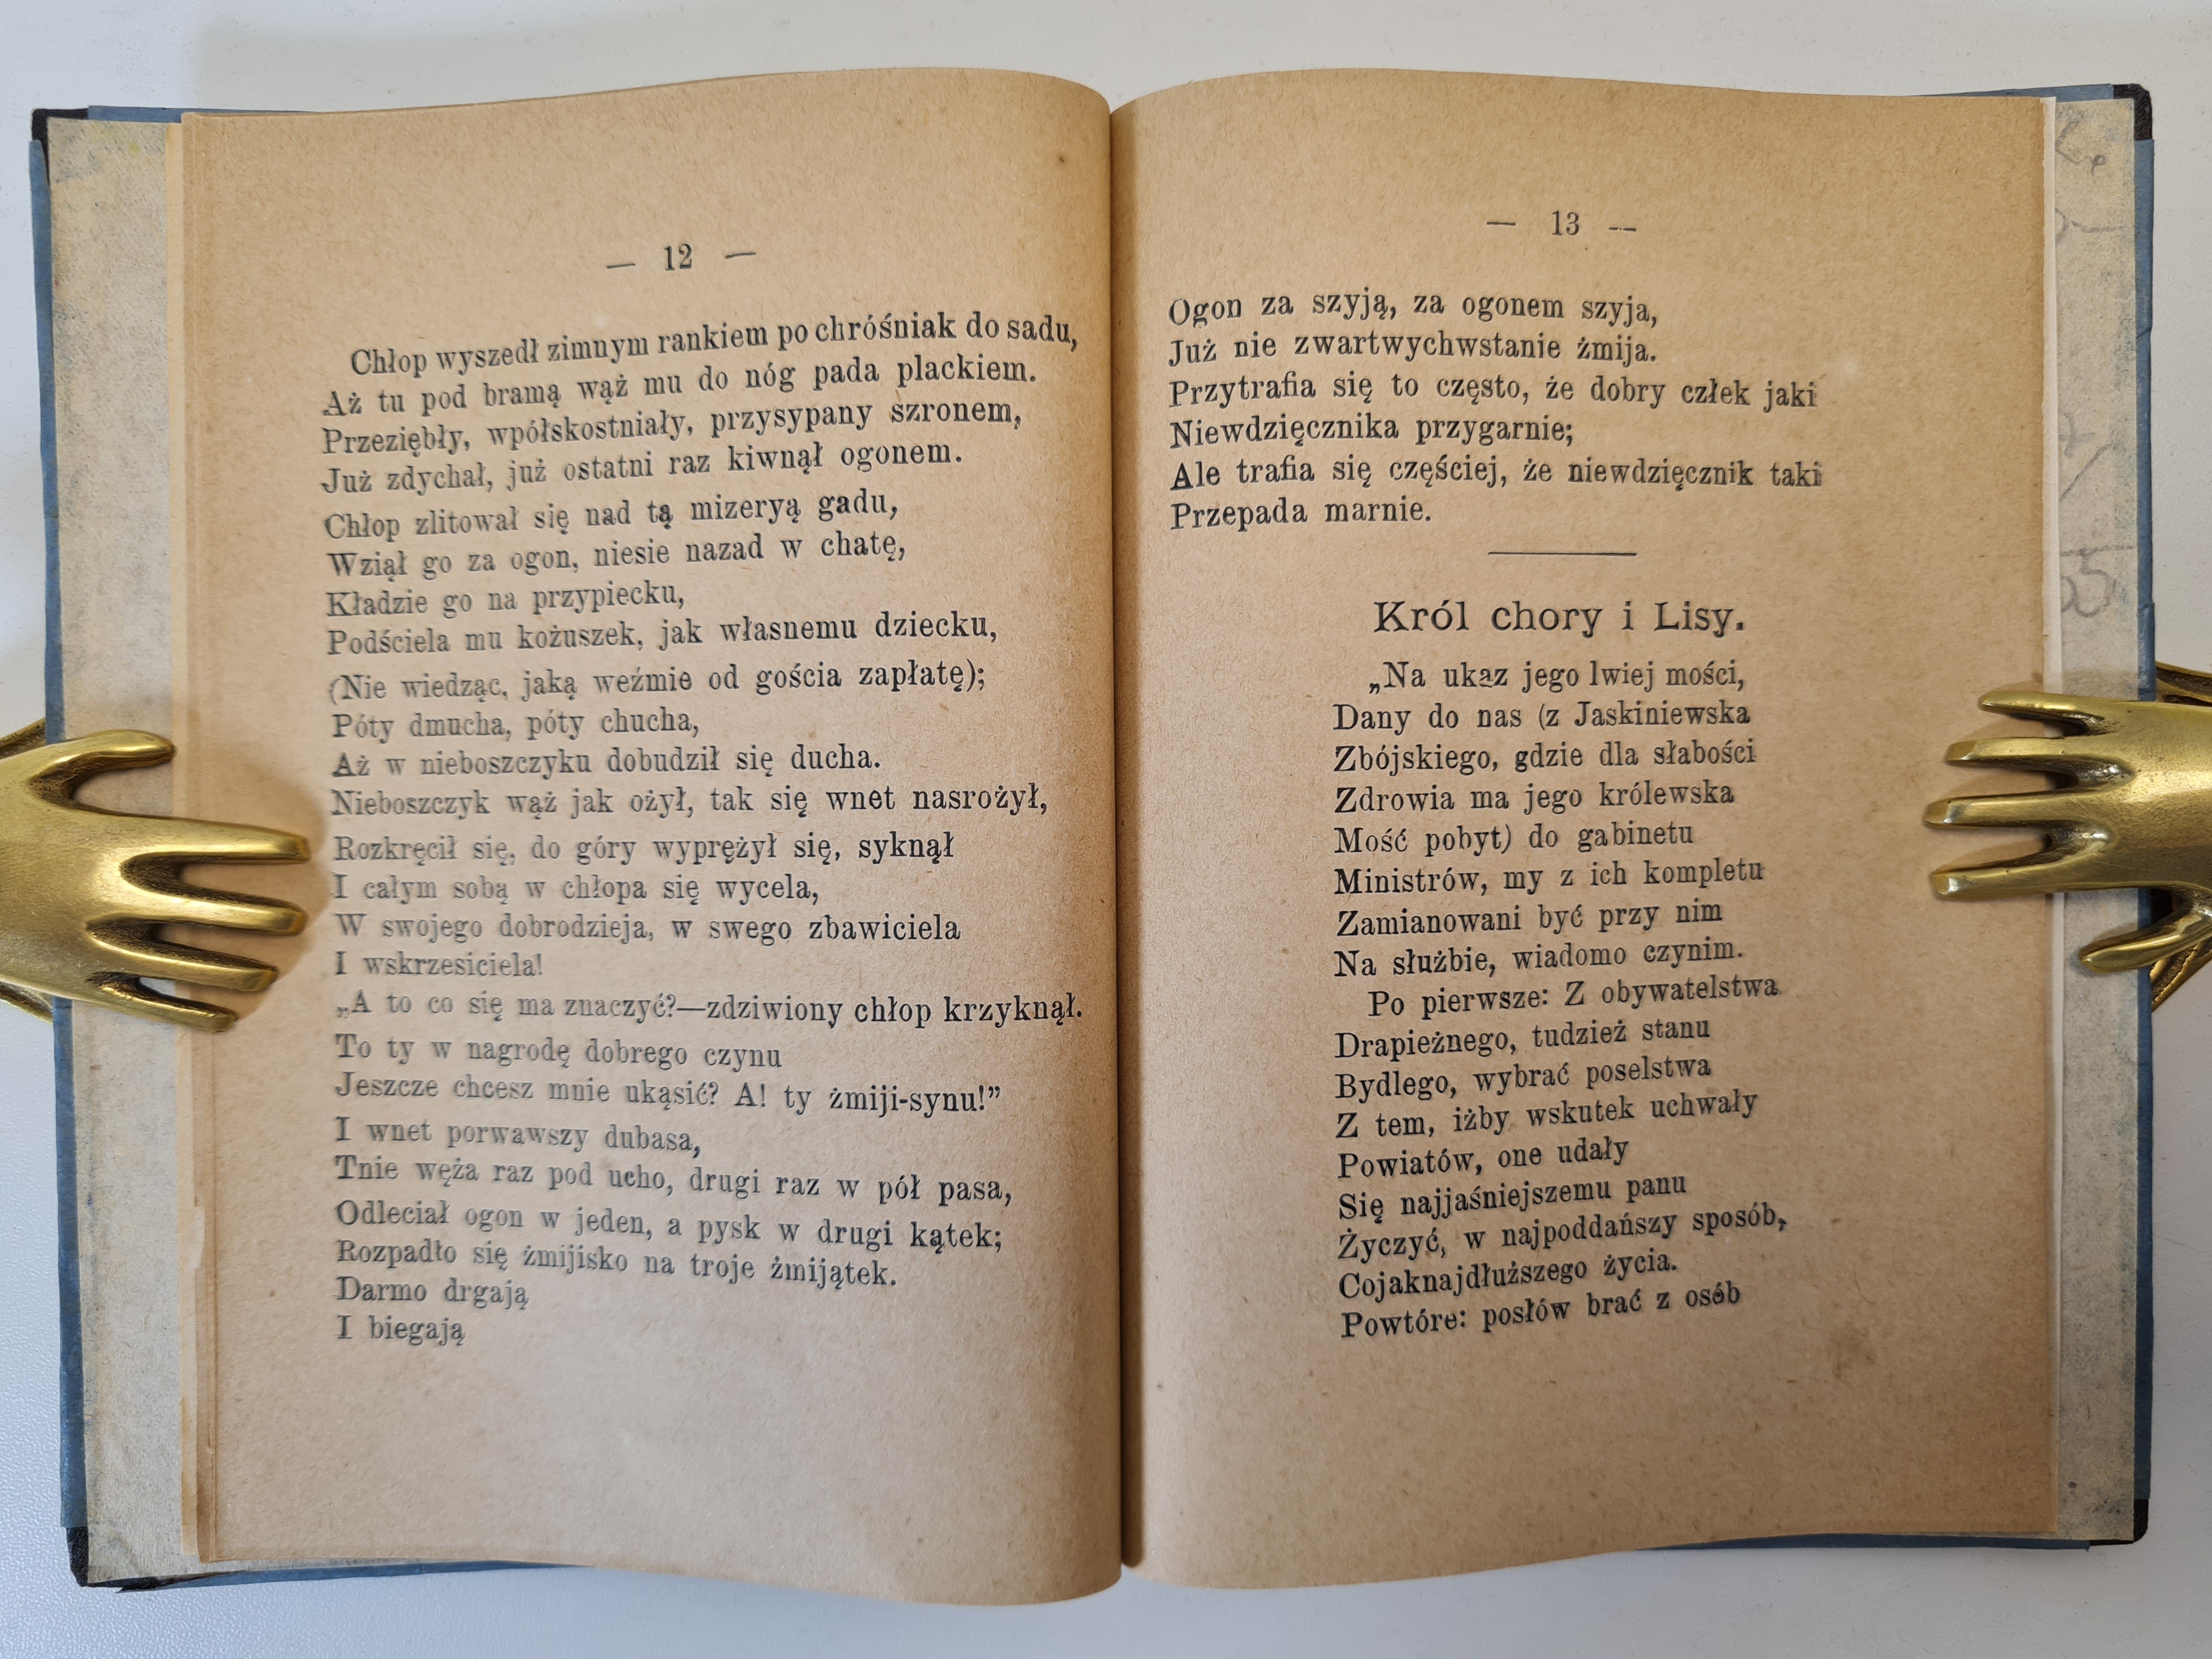 — 12 —
Chłop wyszedł zimnym rankiem po chróśniak do sadu,
Aż tu pod bramą wąż mu do nóg pada plackiem.
Przeziębły, wpółskostniały, przysypany szronem,
Już zdychał, już ostatni raz kiwnął ogonem.
Chłop zlitował się nad tą mizeryą gadu,
Wziął go za ogon, niesie nazad w chatę,
Kładzie go na przypiecku,
Podściela mu kożuszek, jak własnemu dziecku,
(Nie wiedząc, jaką weźmie od gościa zapłatę);
Póty dmucha, póty chucha,
Aż w nieboszczyku dobudził się ducha.
Nieboszczyk wąż jak ożył, tak się wnet nasrożył,
Rozkręcił się, do góry wyprężył się, syknął
I całym sobą w chłopa się wycela,
W swojego dobrodzieja, w swego zbawiciela
I wskrzesiciela!
„A to co się ma znaczyć?—zdziwiony chłop krzyknął.
To ty w nagrodę dobrego czynu
Jeszcze chcesz mnie ukąsić? A! ty żmiji-synu!”
I wnet porwawszy dubasa,
Tnie węża raz pod ucho, drugi raz w pół pasa,
Odleciał ogon w jeden, a pysk w drugi kątek;
Rozpadło się żmijisko na troje żmijątek.
Darmo drgają
I biegają
— 13 —
Ogon za szyją, za ogonem szyja,
Już nie zwartwychwstanie żmija.
Przytrafia się to często, że dobry człek jaki
Niewdzięcznika przygarnie;
Ale trafia się częściej, że niewdzięcznik taki
Przepada marnie.
Król chory i Lisy.
„Na ukaz jego lwiej mości,
Dany do nas (z Jaskiniewska
Zbójskiego, gdzie dla słabości
Zdrowia ma jego królewska
Mość pobyt) do gabinetu
Ministrów, my z ich kompletu
Zamianowani być przy nim
Na służbie, wiadomo czynim.
Po pierwsze: Z obywatelstwa
Drapieżnego, tudzież stanu
Bydlego, wybrać poselstwa
Z tem, iżby wskutek uchwały
Powiatów, one udały
Się najjaśniejszemu panu
Życzyć, w najpoddańszy sposób,
Cojaknajdłuższego życia.
Powtóre: posłów brać z osób